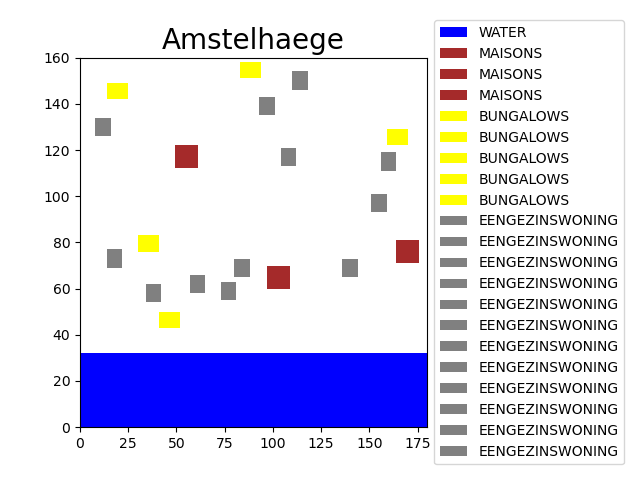 Amstelhaege
160
140
120
100
80
60
40
20
0
0 25 50 75 100 125 150 175
WATER
MAISONS
MAISONS
MAISONS
BUNGALOWS
BUNGALOWS
BUNGALOWS
BUNGALOWS
BUNGALOWS
EENGEZINSWONING
EENGEZINSWONING
EENGEZINSWONING
EENGEZINSWONING
EENGEZINSWONING
EENGEZINSWONING
EENGEZINSWONING
EENGEZINSWONING
EENGEZINSWONING
EENGEZINSWONING
EENGEZINSWONING
EENGEZINSWONING